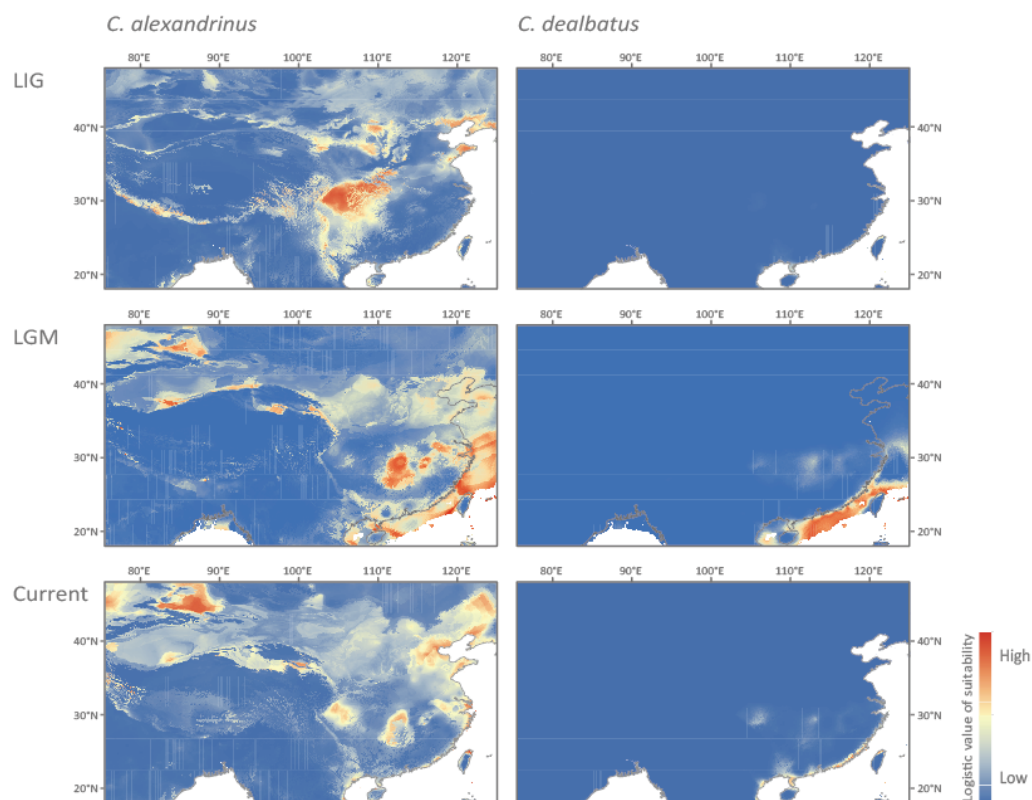 C. alexandrinus C. dealbatus
80°E 90°E 100°E 110°E 120°E 80°E 90°E 100°E 110°E 120°E
LIG
40°N 40°N
30°N 30°N
20°N 20°N
80°E 90°E 100°E 110°E 120°E 80°E 90°E 100°E 110°E 120°E
LGM
40°N 40°N
30°N 30°N
20°N 20°N
80°E 90°E 100°E 110°E 120°E 80°E 90°E 100°E 110°E 120°E
Current
40°N 40°N
30°N 30°N
20°N 20°N
Logistic value of suitability
High
Low